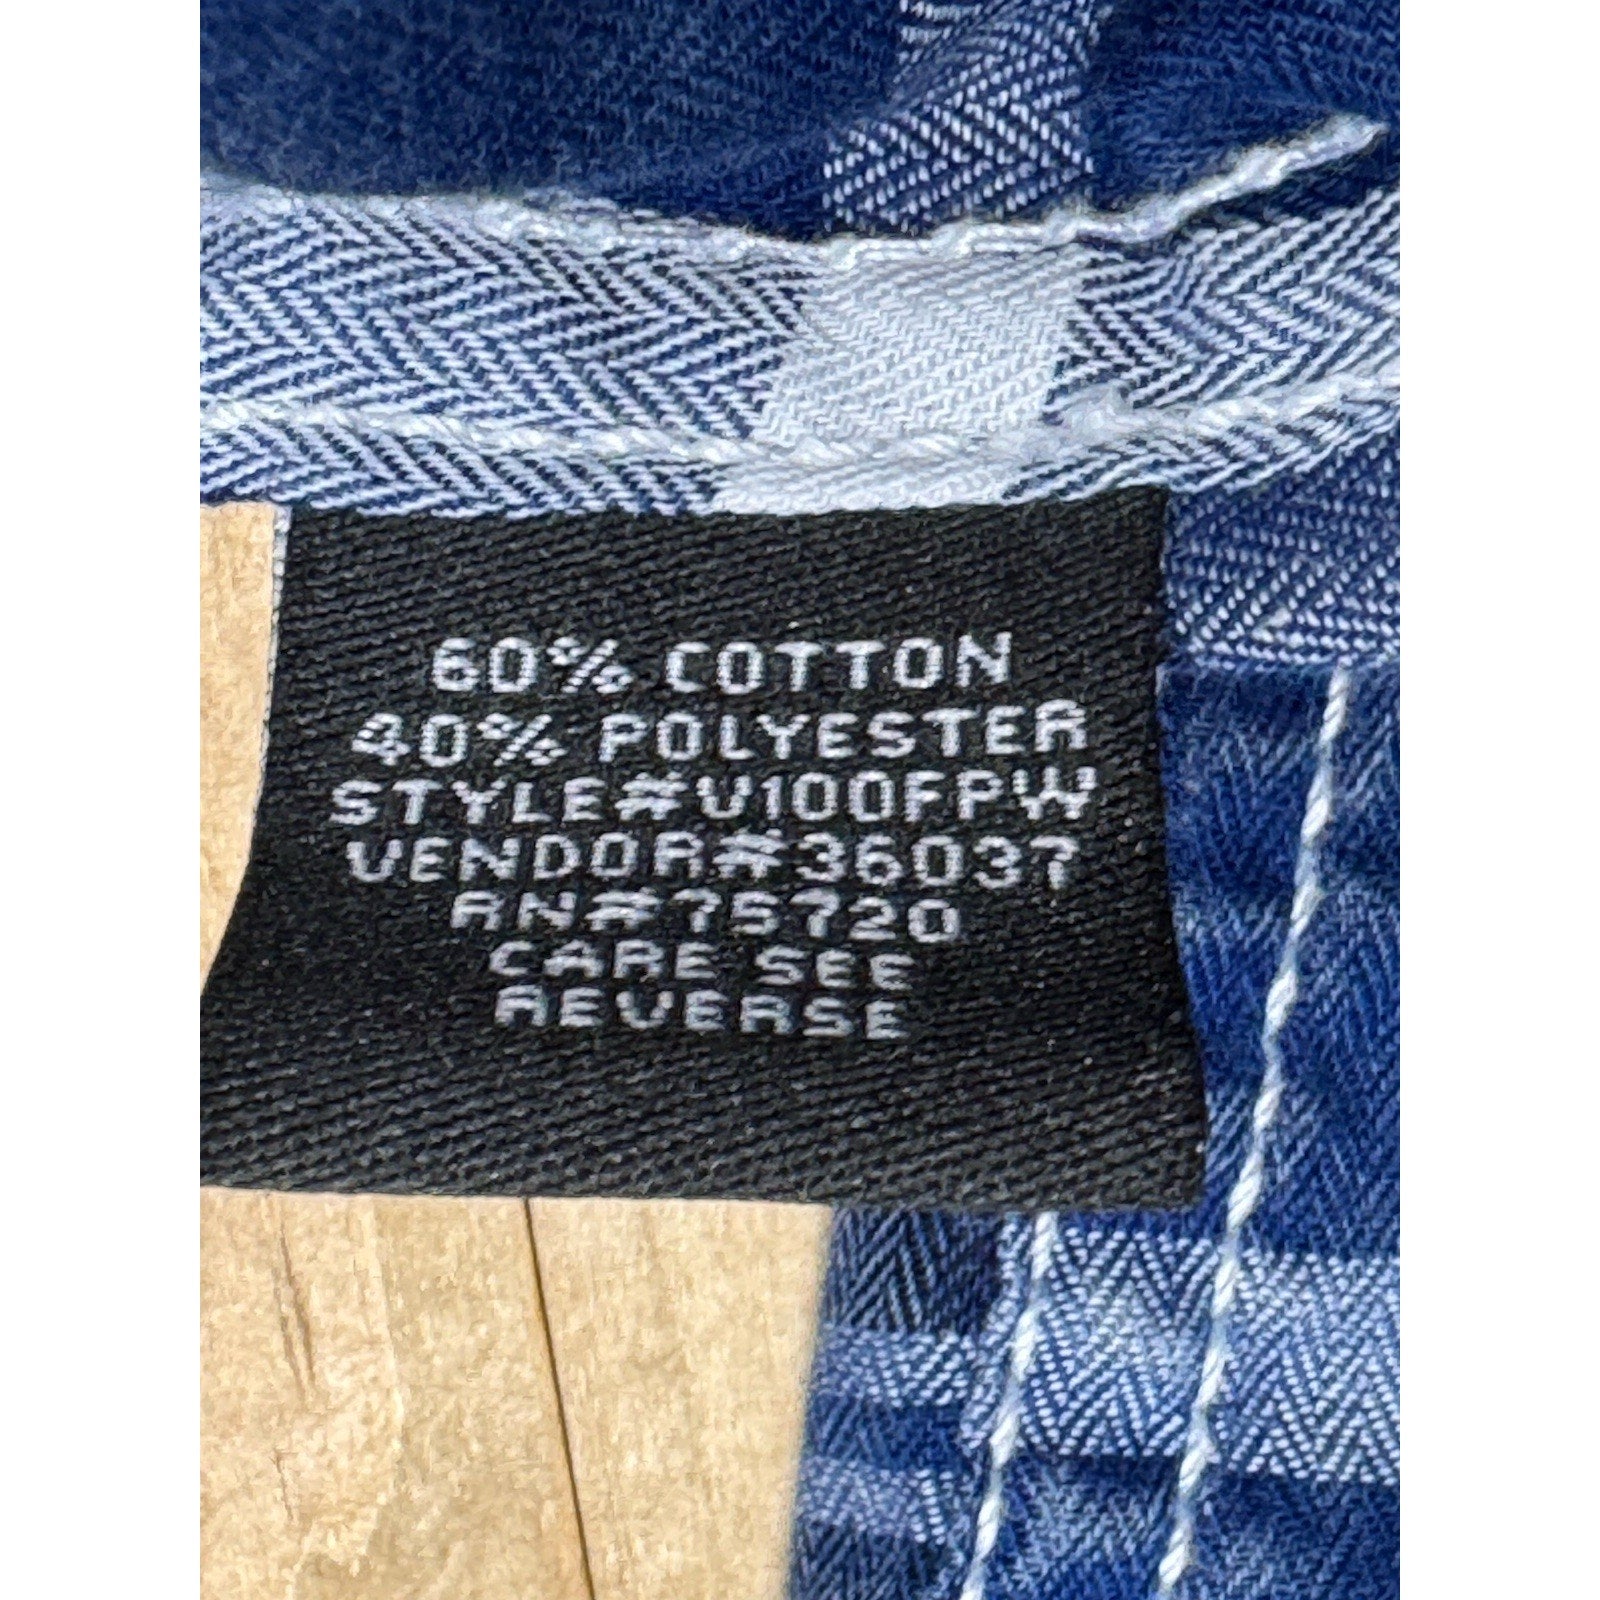 60% COTTON
40% POLYESTER
STYLE#V100FPW
VENDOR#36037
RN#75720
CARE SEE
REVERSE